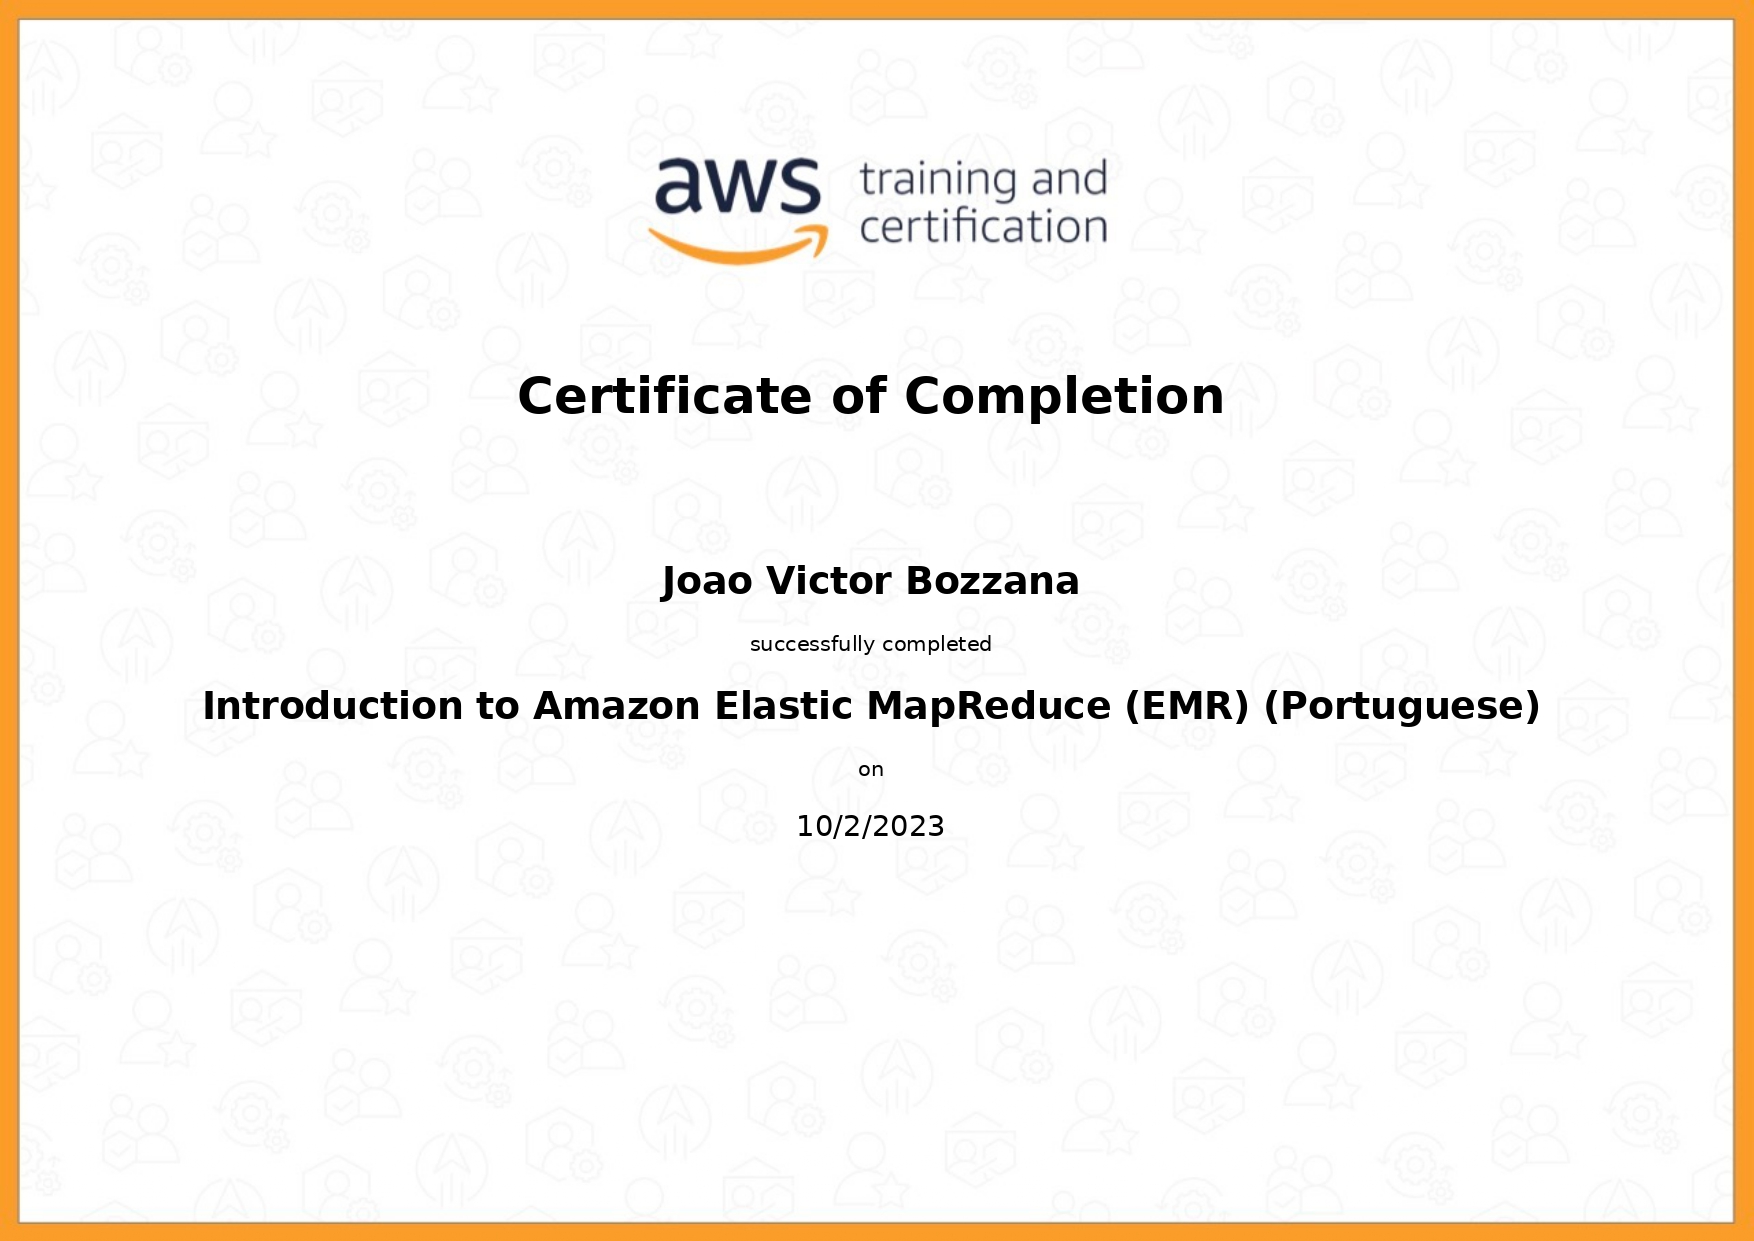 aws training and
certification
Certificate of Completion
Joao Victor Bozzana
successfully completed
Introduction to Amazon Elastic MapReduce (EMR) (Portuguese)
on
10/2/2023